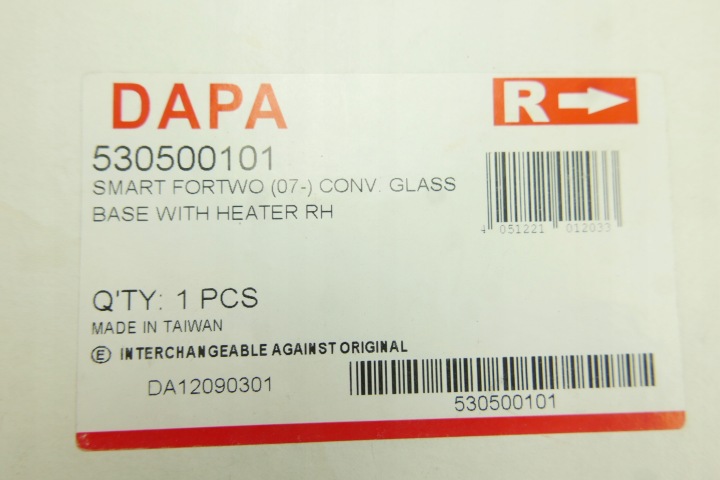 DAPA
R
530500101
SMART FORTWO (07-) CONV. GLASS
BASE WITH HEATER RH
4 051221 012033
Q'TY: 1 PCS
MADE IN TAIWAN
E INTERCHANGEABLE AGAINST ORIGINAL
DA12090301
530500101